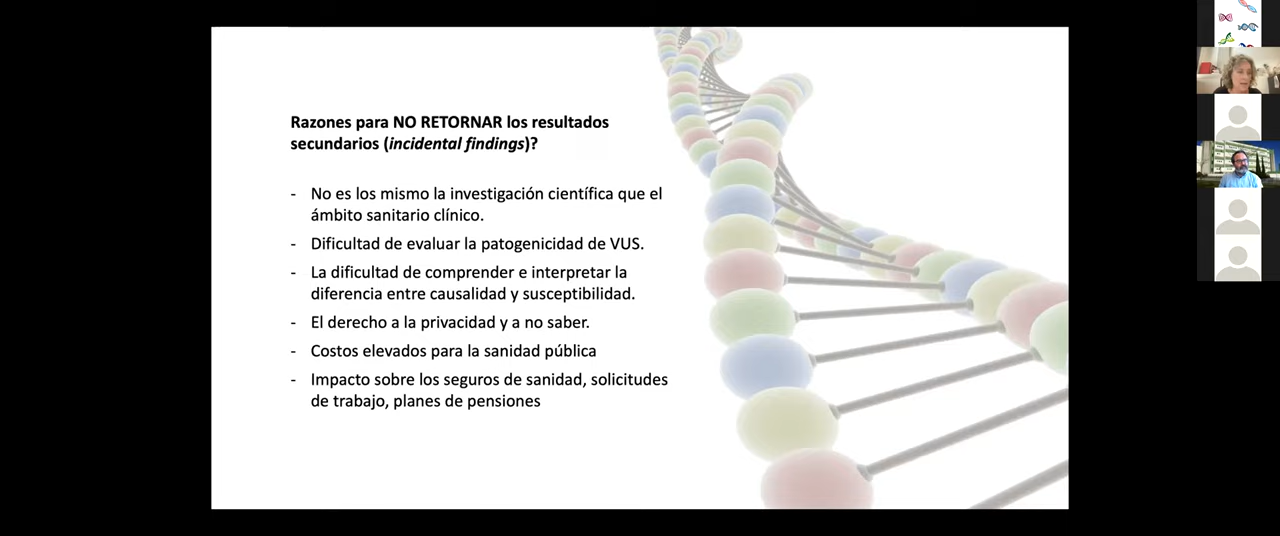 Razones para NO RETORNAR los resultados
secundarios (incidental findings)?
- No es los mismo la investigación científica que el
ámbito sanitario clínico.
- Dificultad de evaluar la patogenicidad de VUS.
- La dificultad de comprender e interpretar la
diferencia entre causalidad y susceptibilidad.
- El derecho a la privacidad y a no saber.
- Costos elevados para la sanidad pública
- Impacto sobre los seguros de sanidad, solicitudes
de trabajo, planes de pensiones